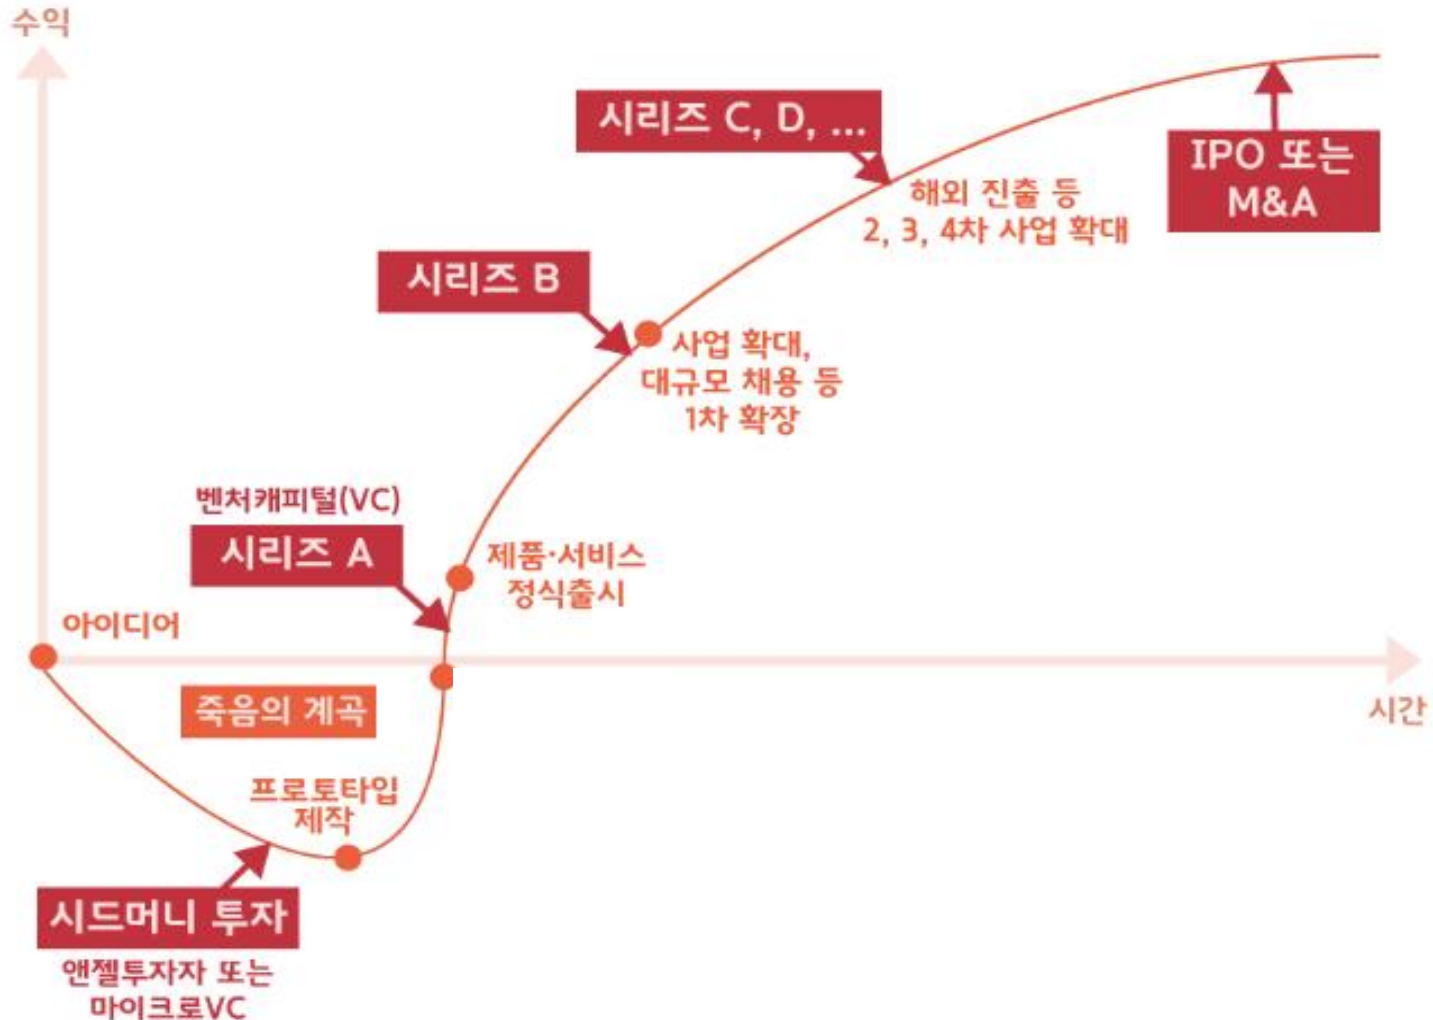 수익
시리즈 C, D, ...
IPO 또는
M&A
해외 진출 등
2, 3, 4차 사업 확대
시리즈 B
사업 확대,
대규모 채용 등
1차 확장
벤처캐피털(VC)
시리즈 A
제품·서비스
정식출시
아이디어
죽음의 계곡
시간
프로토타입
제작
시드머니 투자
앤젤투자자 또는
마이크로VC